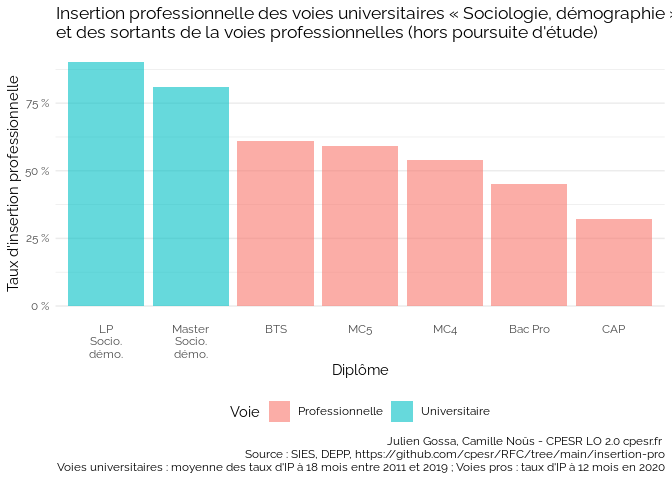 Insertion professionnelle des voies universitaires « Sociologie, démographie »
et des sortants de la voies professionnelles (hors poursuite d'étude)
Taux d'insertion professionnelle
75 %
50 %
25 %
0 %
LP
Socio.
démo.
Master
Socio.
démo.
BTS
MC5
MC4
Bac Pro
CAP
Diplôme
Voie
Professionnelle
Universitaire
Julien Gossa, Camille Noûs - CPESR LO 2.0 cpesr.fr
Source : SIES, DEPP, https://github.com/cpesr/RFC/tree/main/insertion-pro
Voies universitaires : moyenne des taux d'IP à 18 mois entre 2011 et 2019 ; Voies pros : taux d'IP à 12 mois en 2020